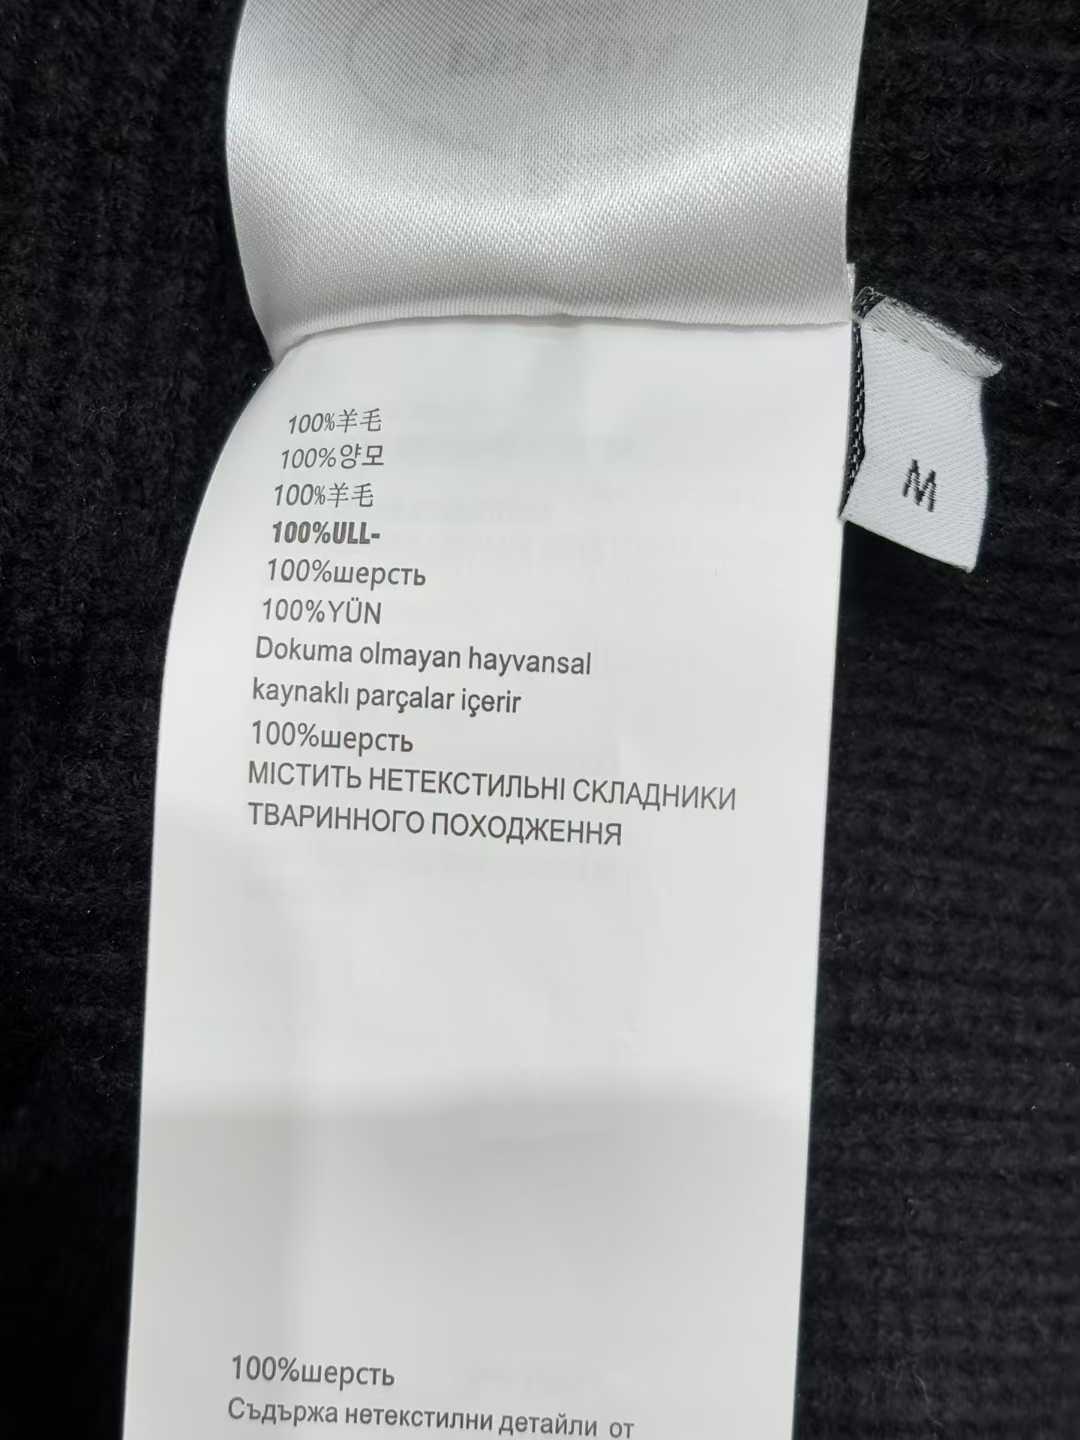 100%羊毛
100%양모
100%羊毛
100%ULL-
100%шерсть
100%YÜN
Dokuma olmayan hayvansal
kaynaklı parçalar içerir
100%шерсть
МІСТИТЬ НЕТЕКСТИЛЬНІ СКЛАДНИКИ
ТВАРИННОГО ПОХОДЖЕННЯ
100%шерсть
Съдържа нетекстилни детайли от
M